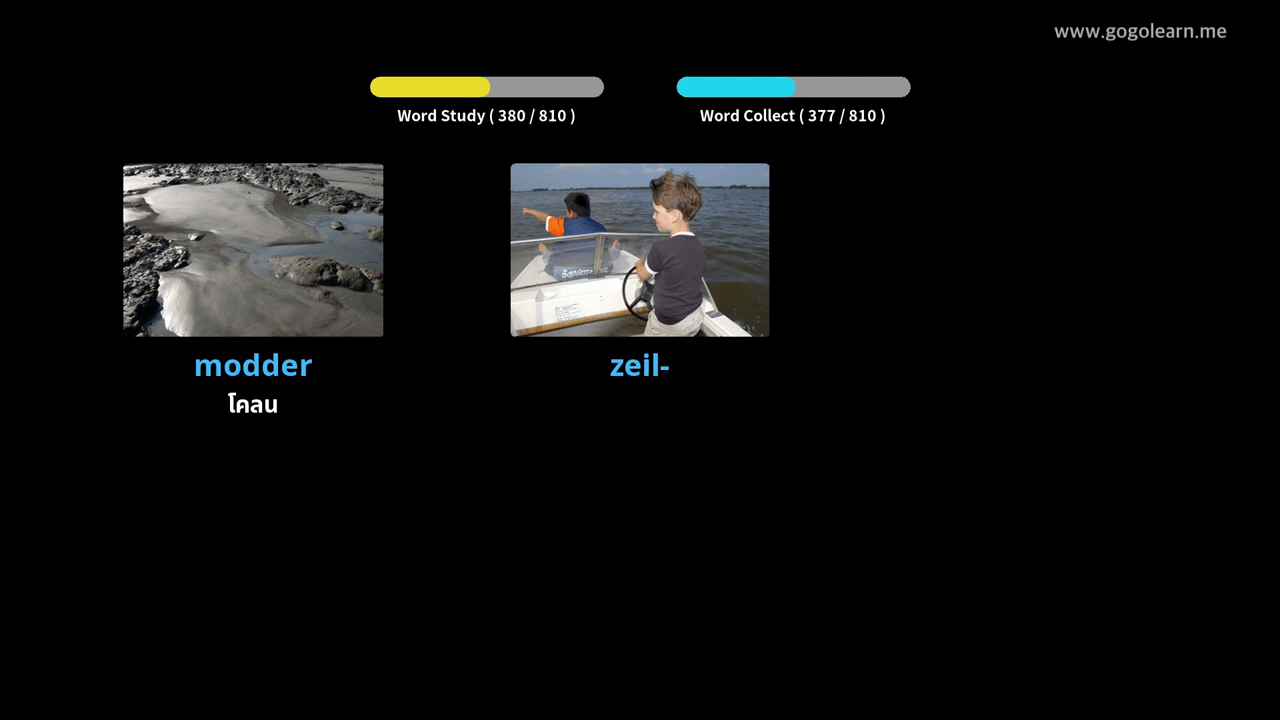 www.gogolearn.me
Word Study ( 380 / 810 )
Word Collect ( 377 / 810 )
modder
zeil-
โคลน